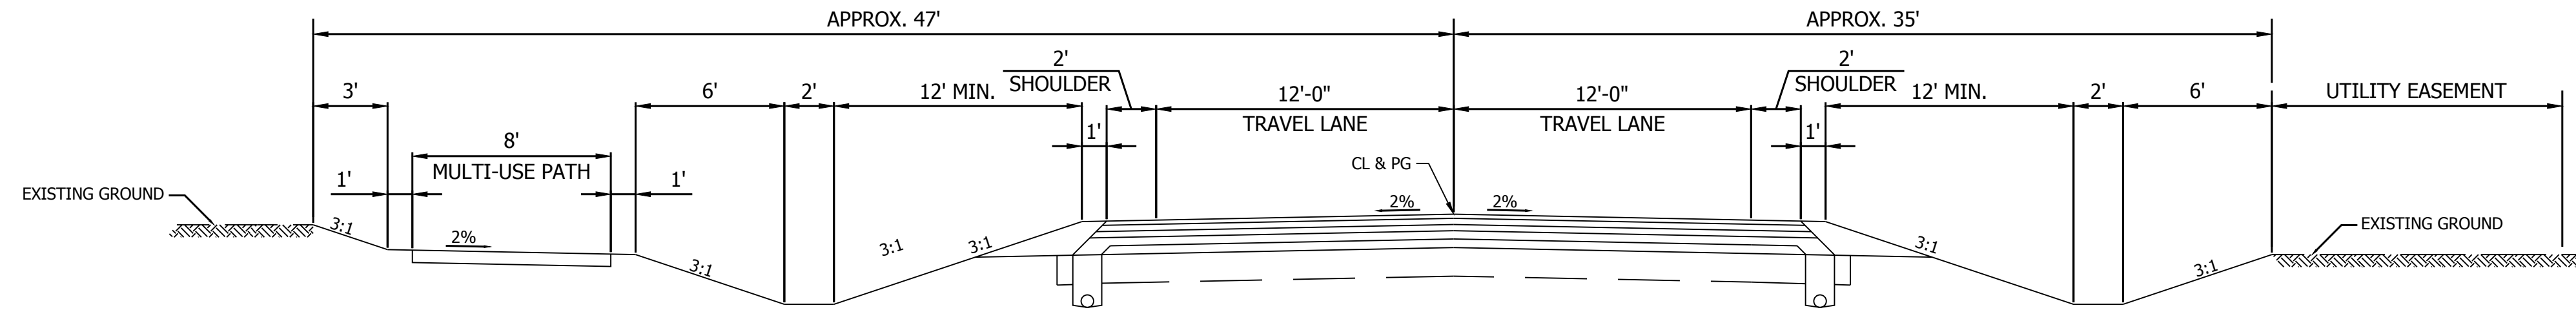 APPROX. 47'
APPROX. 35'
2'
SHOULDER
2'
SHOULDER
3'
6'
2'
12' MIN.
12'-0"
TRAVEL LANE
12'-0"
TRAVEL LANE
12' MIN.
2'
6'
UTILITY EASEMENT
1'
1'
8'
MULTI-USE PATH
1'
1'
CL & PG
EXISTING GROUND
2%
2%
EXISTING GROUND
3:1
2%
3:1
3:1
3:1
3:1
3:1